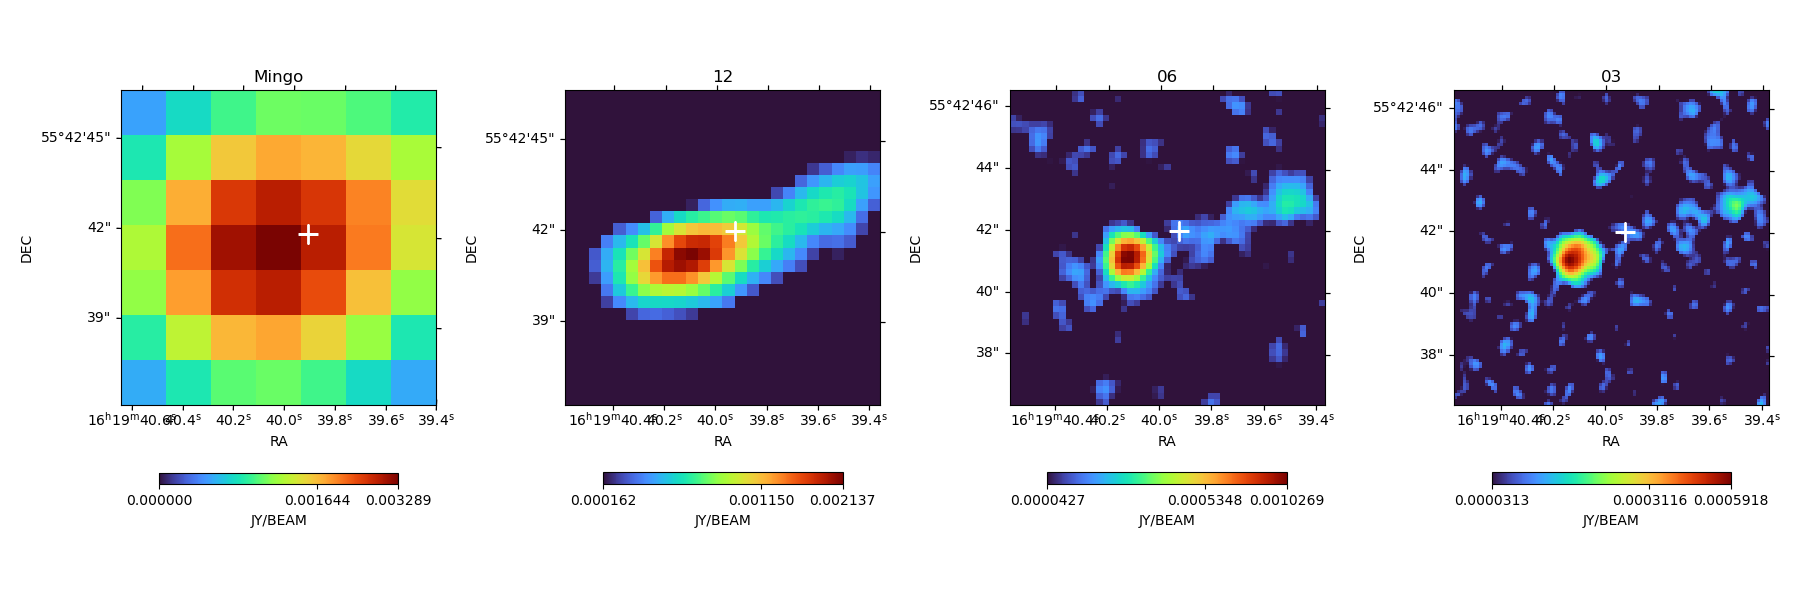 Mingo
12
06
03
DEC
55°42'45"
42"
39"
16ʰ19ᵐ40.6ˢ
40.4ˢ
40.2ˢ
40.0ˢ
39.8ˢ
39.6ˢ
39.4ˢ
RA
0.000000
0.001644
0.003289
JY/BEAM
DEC
55°42'45"
42"
39"
16ʰ19ᵐ40.4ˢ
40.2ˢ
40.0ˢ
39.8ˢ
39.6ˢ
39.4ˢ
RA
0.000162
0.001150
0.002137
JY/BEAM
DEC
55°42'46"
44"
42"
40"
38"
16ʰ19ᵐ40.4ˢ
40.2ˢ
40.0ˢ
39.8ˢ
39.6ˢ
39.4ˢ
RA
0.0000427
0.0005348
0.0010269
JY/BEAM
DEC
55°42'46"
44"
42"
40"
38"
16ʰ19ᵐ40.4ˢ
40.2ˢ
40.0ˢ
39.8ˢ
39.6ˢ
39.4ˢ
RA
0.0000313
0.0003116
0.0005918
JY/BEAM